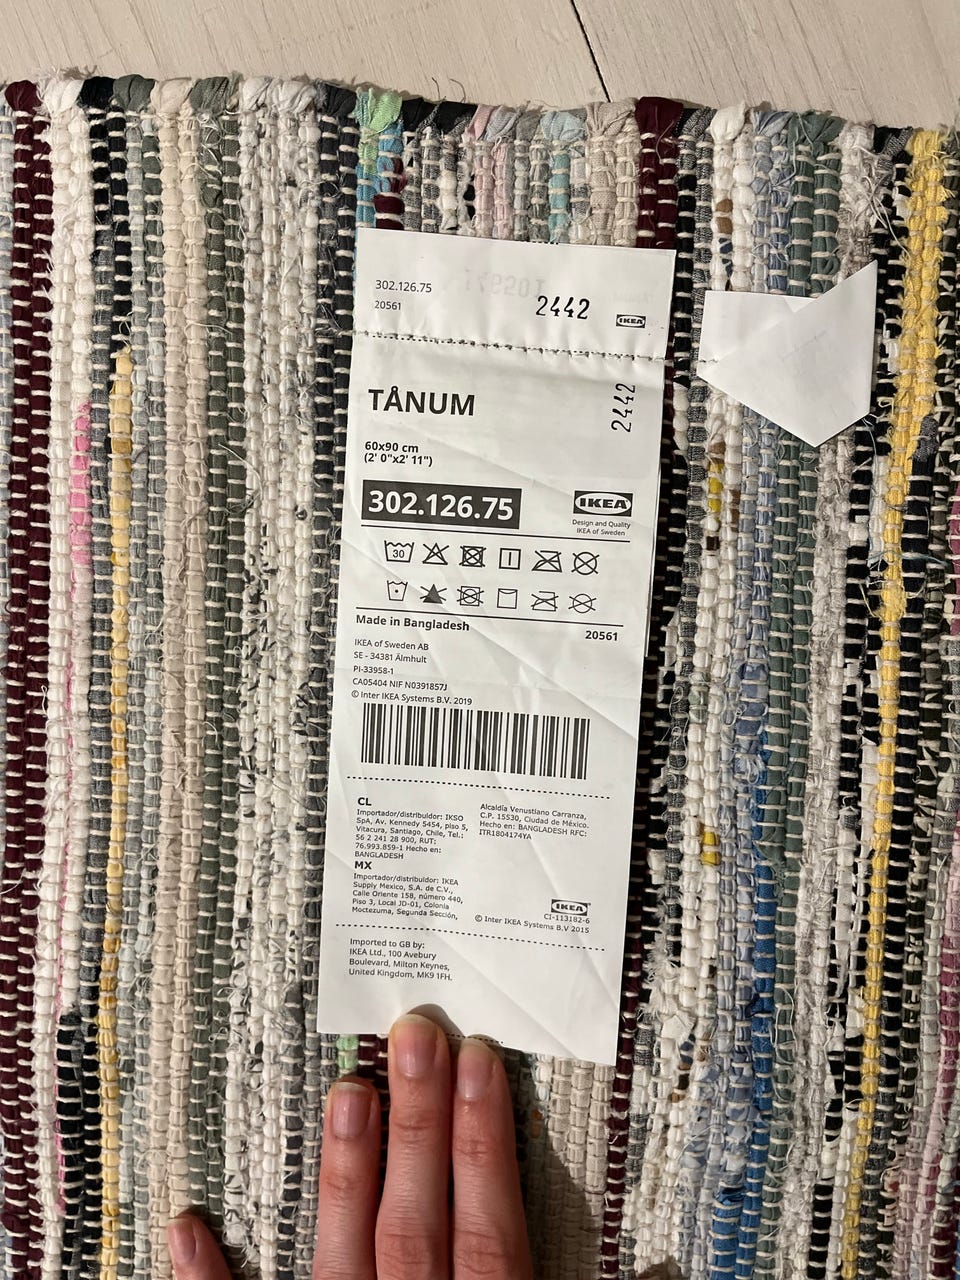 302.126.75
20561
2442
IKEA
TÅNUM
2442
60x90 cm
(2' 0"x2' 11")
302.126.75
IKEA
Design and Quality
IKEA of Sweden
30
Made in Bangladesh
20561
IKEA of Sweden AB
SE - 34381 Älmhult
PI-33958-1
CA05404 NIF N0391857J
© Inter IKEA Systems B.V. 2019
CL
Importador/distribuidor: IKSO
SpA, Av. Kennedy 5454, piso 5,
Vitacura, Santiago, Chile, Tel.:
56 2 241 28 900, RUT:
76.993.859-1 Hecho en:
BANGLADESH
MX
Importador/distribuidor: IKEA
Supply Mexico, S.A. de C.V.,
Calle Oriente 158, número 440,
Piso 3, Local JD-01, Colonia
Moctezuma, Segunda Sección,
Alcaldía Venustiano Carranza,
C.P. 15530, Ciudad de México.
Hecho en: BANGLADESH RFC:
ITR1804174YA
IKEA
CI-113182-6
© Inter IKEA Systems B.V 2015
Imported to GB by:
IKEA Ltd., 100 Avebury
Boulevard, Milton Keynes,
United Kingdom, MK9 1FH.